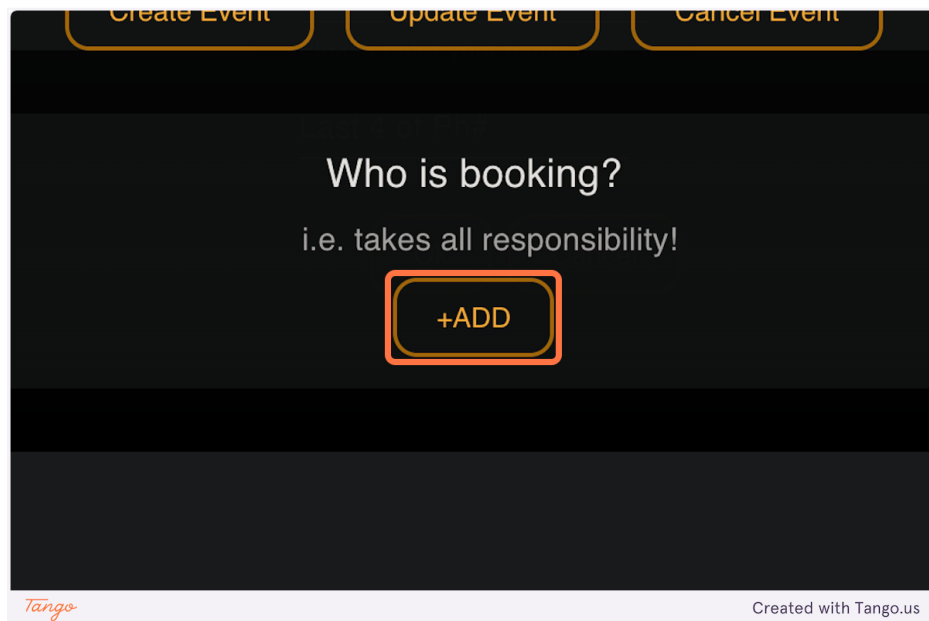 Create Event Update Event Cancel Event
Who is booking?
i.e. takes all responsibility!
+ADD
Tango Created with Tango.us